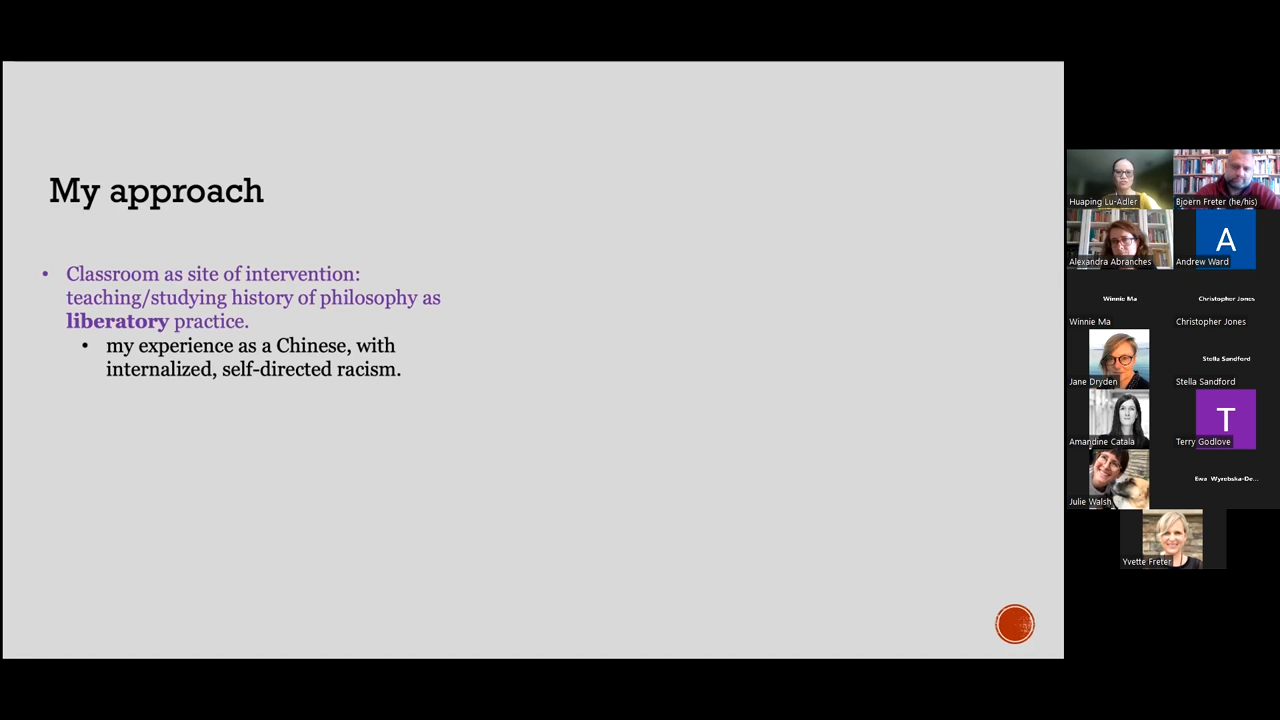 My approach
• Classroom as site of intervention:
teaching/studying history of philosophy as
liberatory practice.
• my experience as a Chinese, with
internalized, self-directed racism.
Huaping Lu-Adler
Bjoern Freter (he/his)
Alexandra Abranches
A
Andrew Ward
Winnie Ma
Winnie Ma
Christopher Jones
Christopher Jones
Jane Dryden
Stella Sandford
Stella Sandford
Amandine Catala
T
Terry Godlove
Julie Walsh
Ewa Wyrebska-De...
Yvette Freter